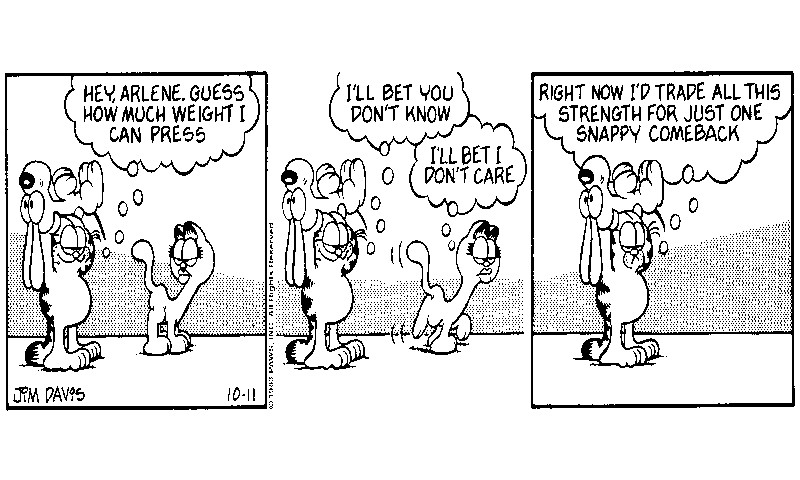 HEY, ARLENE. GUESS
HOW MUCH WEIGHT I
CAN PRESS
JIM DAVIS
10-11
I'LL BET YOU
DON'T KNOW
I'LL BET I
DON'T CARE
RIGHT NOW I'D TRADE ALL THIS
STRENGTH FOR JUST ONE
SNAPPY COMEBACK